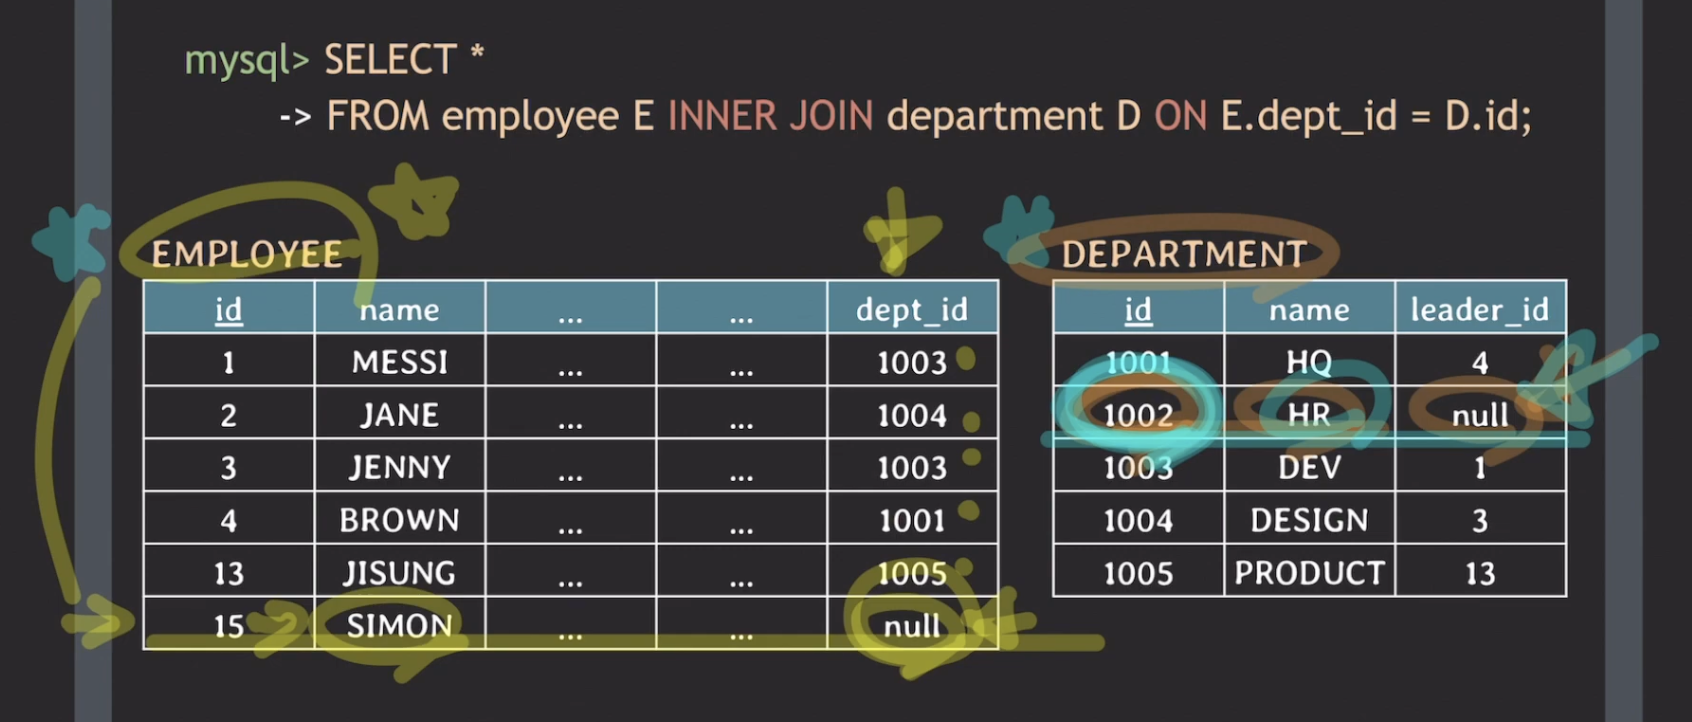 mysql> SELECT *
-> FROM employee E INNER JOIN department D ON E.dept_id = D.id;
EMPLOYEE
id name ... ... dept_id
1 MESSI ... ... 1003
2 JANE ... ... 1004
3 JENNY ... ... 1003
4 BROWN ... ... 1001
13 JISUNG ... ... 1005
15 SIMON ... ... null
DEPARTMENT
id name leader_id
1001 HQ 4
1002 HR null
1003 DEV 1
1004 DESIGN 3
1005 PRODUCT 13